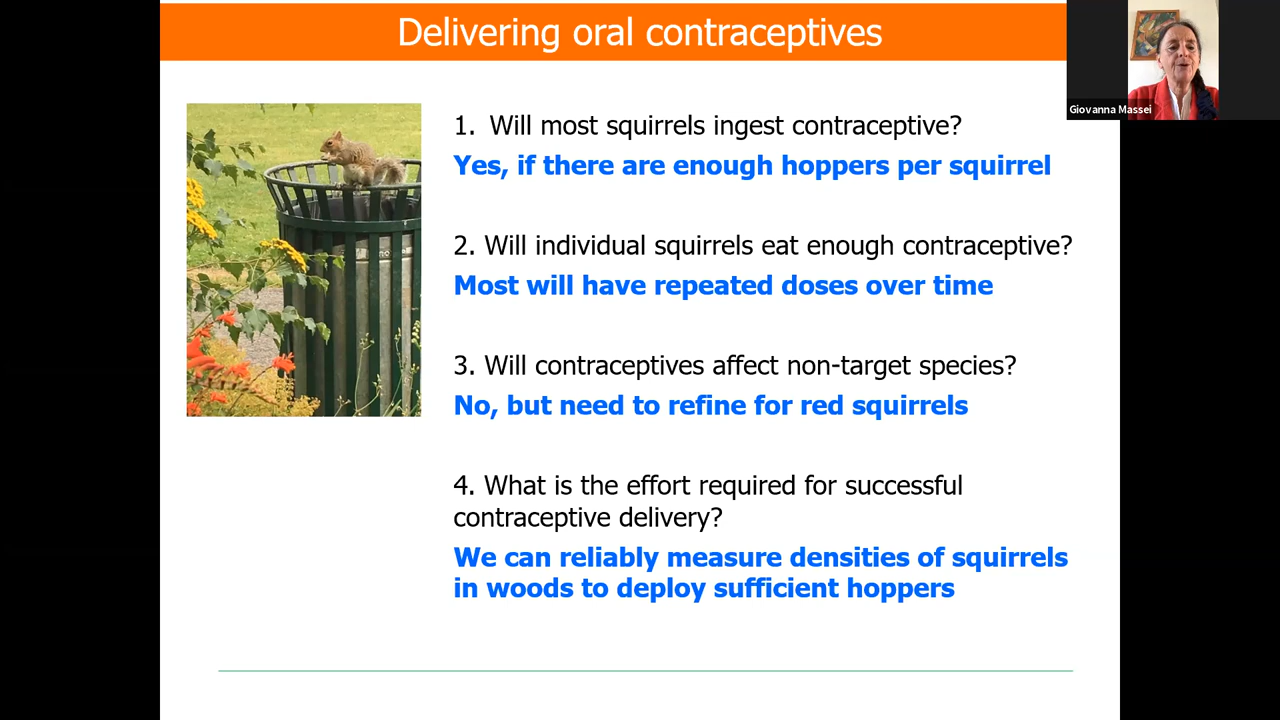 Delivering oral contraceptives
Giovanna Massei
1. Will most squirrels ingest contraceptive?
Yes, if there are enough hoppers per squirrel
2. Will individual squirrels eat enough contraceptive?
Most will have repeated doses over time
3. Will contraceptives affect non-target species?
No, but need to refine for red squirrels
4. What is the effort required for successful
contraceptive delivery?
We can reliably measure densities of squirrels
in woods to deploy sufficient hoppers